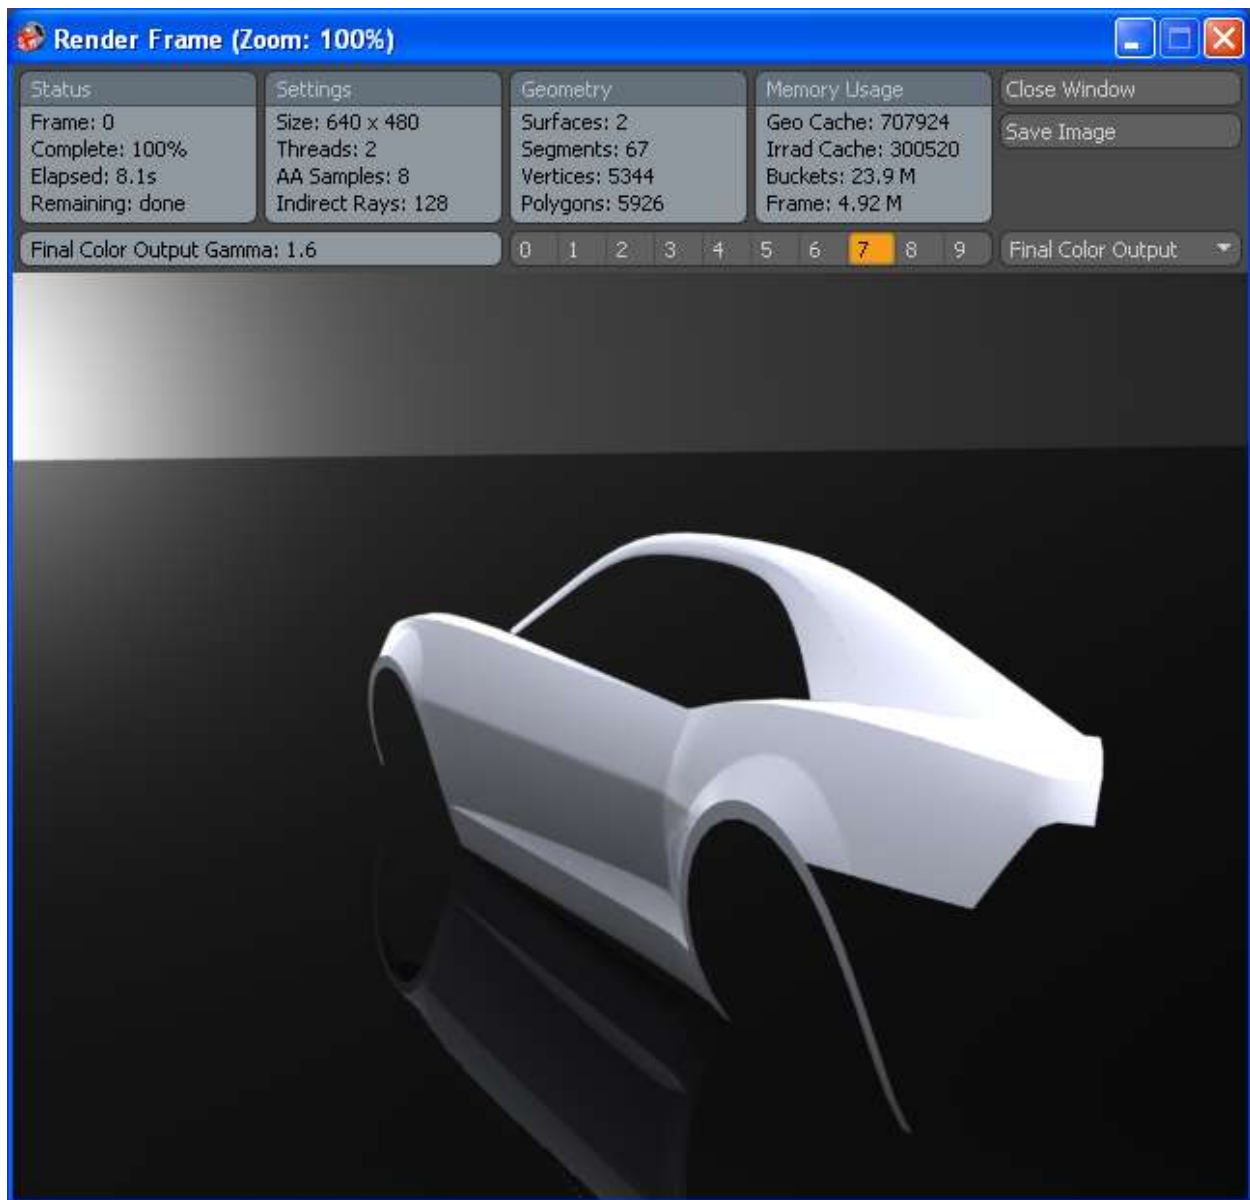 Render Frame (Zoom: 100%)
Status
Frame: 0
Complete: 100%
Elapsed: 8.1s
Remaining: done
Settings
Size: 640 x 480
Threads: 2
AA Samples: 8
Indirect Rays: 128
Geometry
Surfaces: 2
Segments: 67
Vertices: 5344
Polygons: 5926
Memory Usage
Geo Cache: 707924
Irrad Cache: 300520
Buckets: 23.9 M
Frame: 4.92 M
Close Window
Save Image
Final Color Output Gamma: 1.6
0 1 2 3 4 5 6 7 8 9
Final Color Output